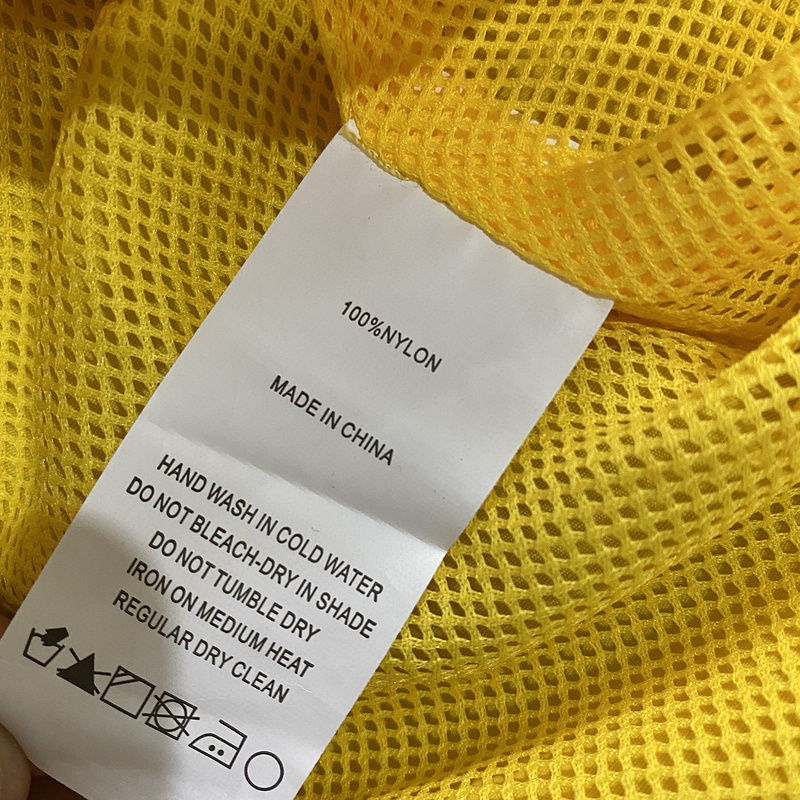 100%NYLON
MADE IN CHINA
HAND WASH IN COLD WATER
DO NOT BLEACH-DRY IN SHADE
DO NOT TUMBLE DRY
IRON ON MEDIUM HEAT
REGULAR DRY CLEAN